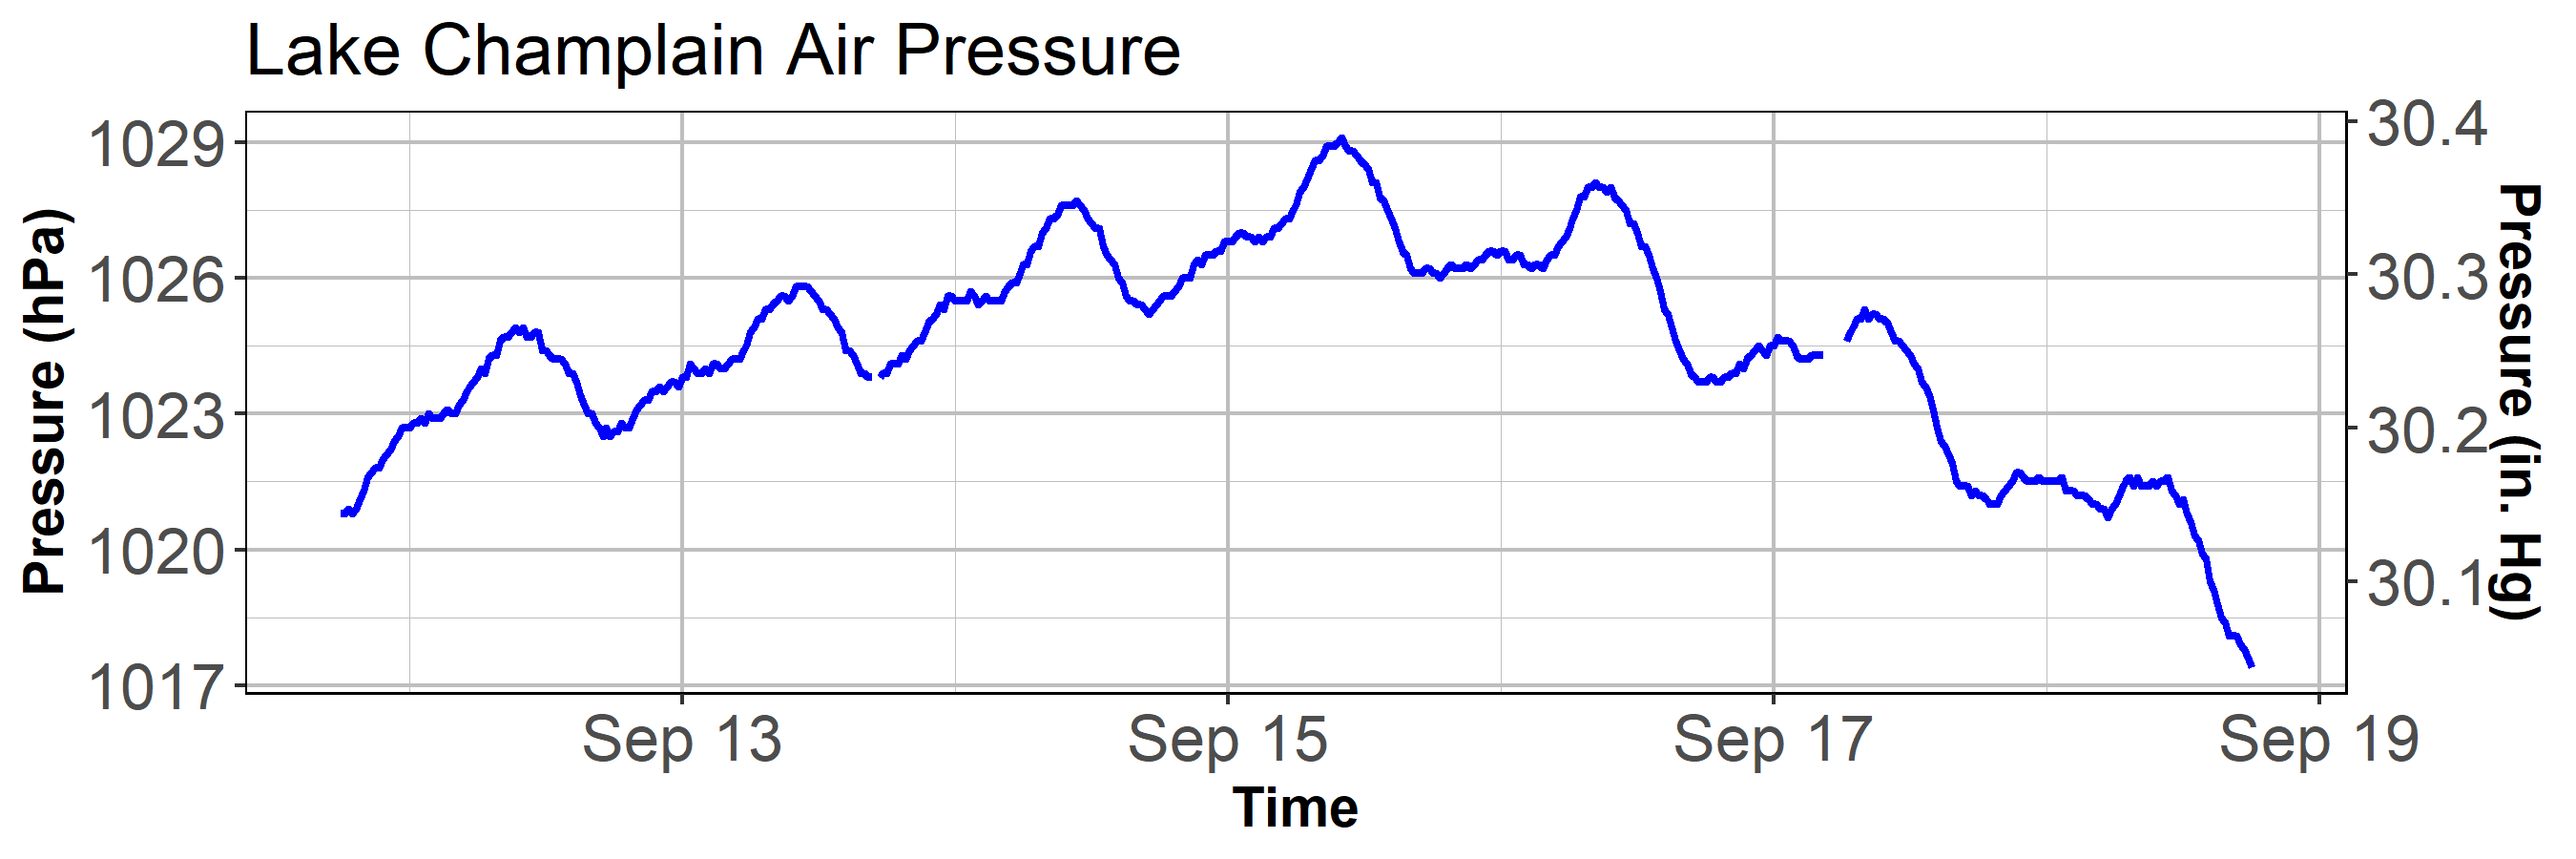 Lake Champlain Air Pressure
1029
1026
1023
1020
1017
Pressure (hPa)
30.4
30.3
30.2
30.1
Pressure (in. Hg)
Sep 13
Sep 15
Sep 17
Sep 19
Time